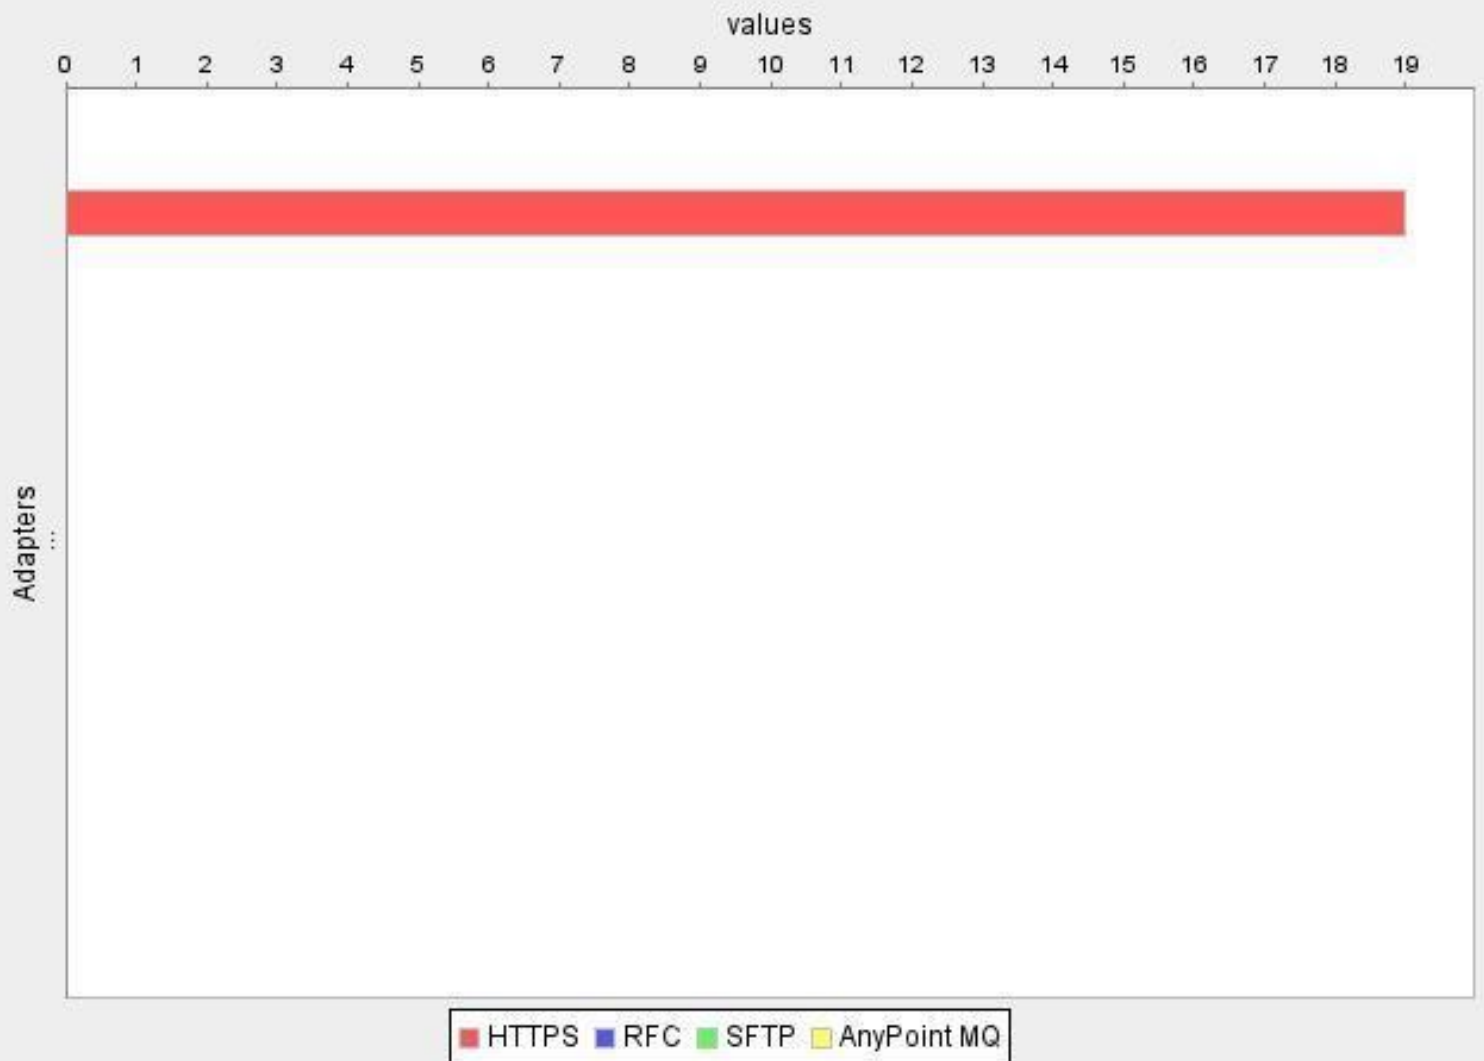 values
0 1 2 3 4 5 6 7 8 9 10 11 12 13 14 15 16 17 18 19
Adapters
...
HTTPS RFC SFTP AnyPoint MQ